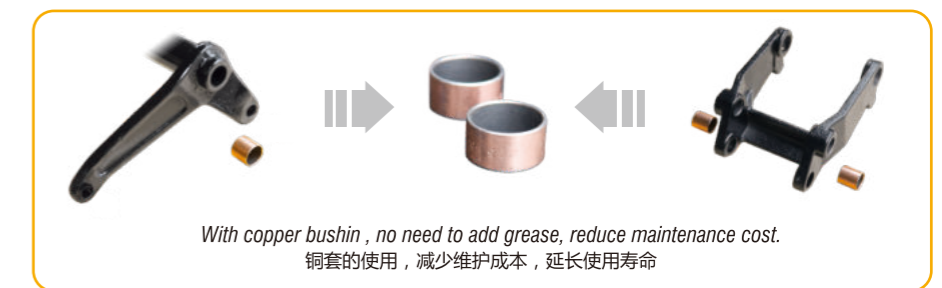 With copper bushin , no need to add grease, reduce maintenance cost.
铜套的使用，减少维护成本，延长使用寿命